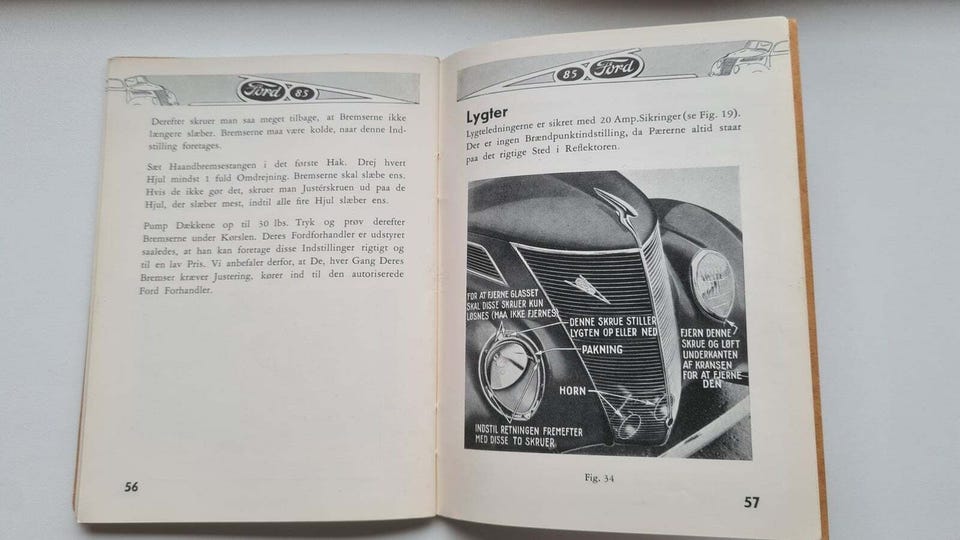 Ford 85
Derefter skruer man saa meget tilbage, at Bremserne ikke
længere slæber. Bremserne maa være kolde, naar denne Ind-
stilling foretages.
Sæt Haandbremsestangen i det første Hak. Drej hvert
Hjul mindst 1 fuld Omdrejning. Bremserne skal slæbe ens.
Hvis de ikke gør det, skruer man Justérskruen ud paa de
Hjul, der slæber mest, indtil alle fire Hjul slæber ens.
Pump Dækkene op til 30 lbs. Tryk og prøv derefter
Bremserne under Kørslen. Deres Fordforhandler er udstyret
saaledes, at han kan foretage disse Indstillinger rigtigt og
til en lav Pris. Vi anbefaler derfor, at De, hver Gang Deres
Bremser kræver Justering, kører ind til den autoriserede
Ford Forhandler.
56
85 Ford
Lygter
Lygteledningerne er sikret med 20 Amp.Sikringer (se Fig. 19).
Der er ingen Brændpunktindstilling, da Pærerne altid staar
paa det rigtige Sted i Reflektoren.
FOR AT FJERNE GLASSET
SKAL DISSE SKRUER KUN
LØSNES (MAA IKKE FJERNES)
DENNE SKRUE STILLER
LYGTEN OP ELLER NED
PAKNING
HORN
INDSTIL RETNINGEN FREMEFTER
MED DISSE TO SKRUER
FJERN DENNE
SKRUE OG LØFT
UNDERKANTEN
AF KRANSEN
FOR AT FJERNE
DEN
Fig. 34
57